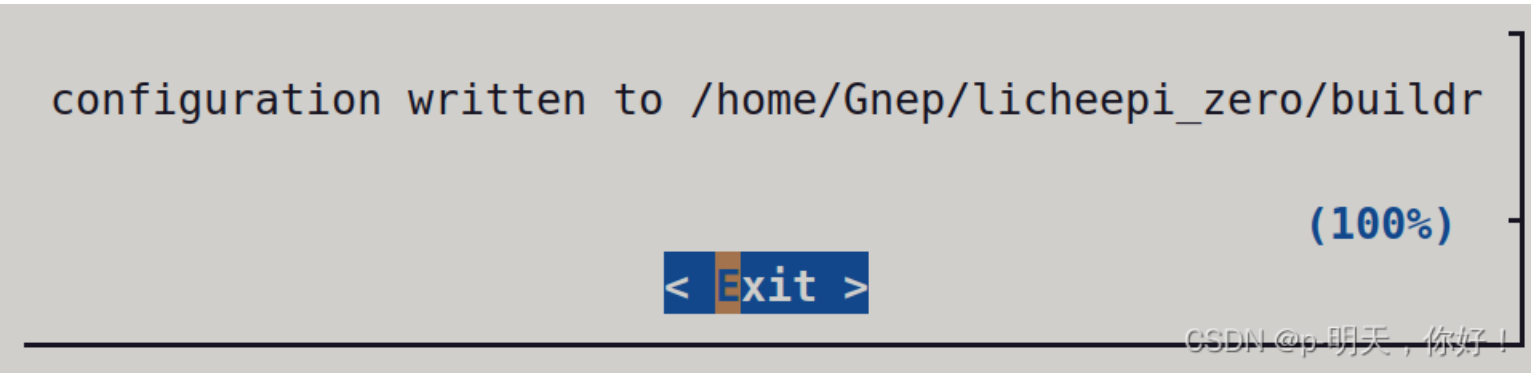 configuration written to /home/Gnep/licheepi_zero/buildr
(100%)
< Exit >
CSDN @p 明天，你好！